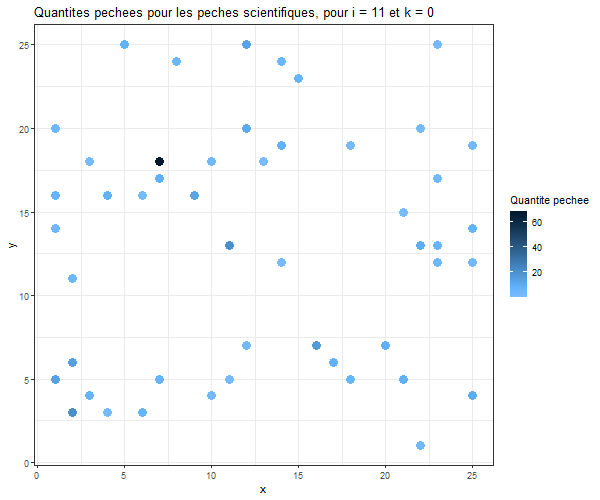 Quantites pechees pour les peches scientifiques, pour i = 11 et k = 0
25
20
15
10
5
0
y
0 5 10 15 20 25
x
Quantite pechee
60
40
20